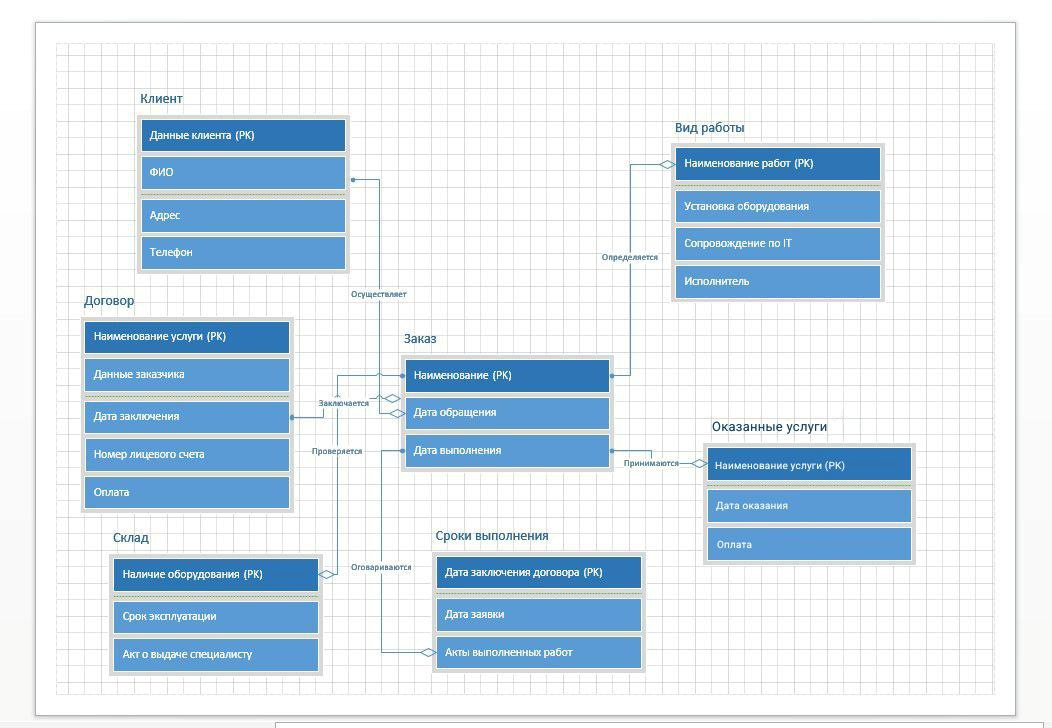 Клиент
Данные клиента (PK)
ФИО
Адрес
Телефон
Вид работы
Наименование работ (PK)
Установка оборудования
Сопровождение по IT
Исполнитель
Определяется
Осуществляет
Договор
Наименование услуги (PK)
Данные заказчика
Дата заключения
Номер лицевого счета
Оплата
Заказ
Наименование (PK)
Дата обращения
Дата выполнения
Заключается
Проверяется
Принимаются
Оговариваются
Оказанные услуги
Наименование услуги (PK)
Дата оказания
Оплата
Склад
Наличие оборудования (PK)
Срок эксплуатации
Акт о выдаче специалисту
Сроки выполнения
Дата заключения договора (PK)
Дата заявки
Акты выполненных работ